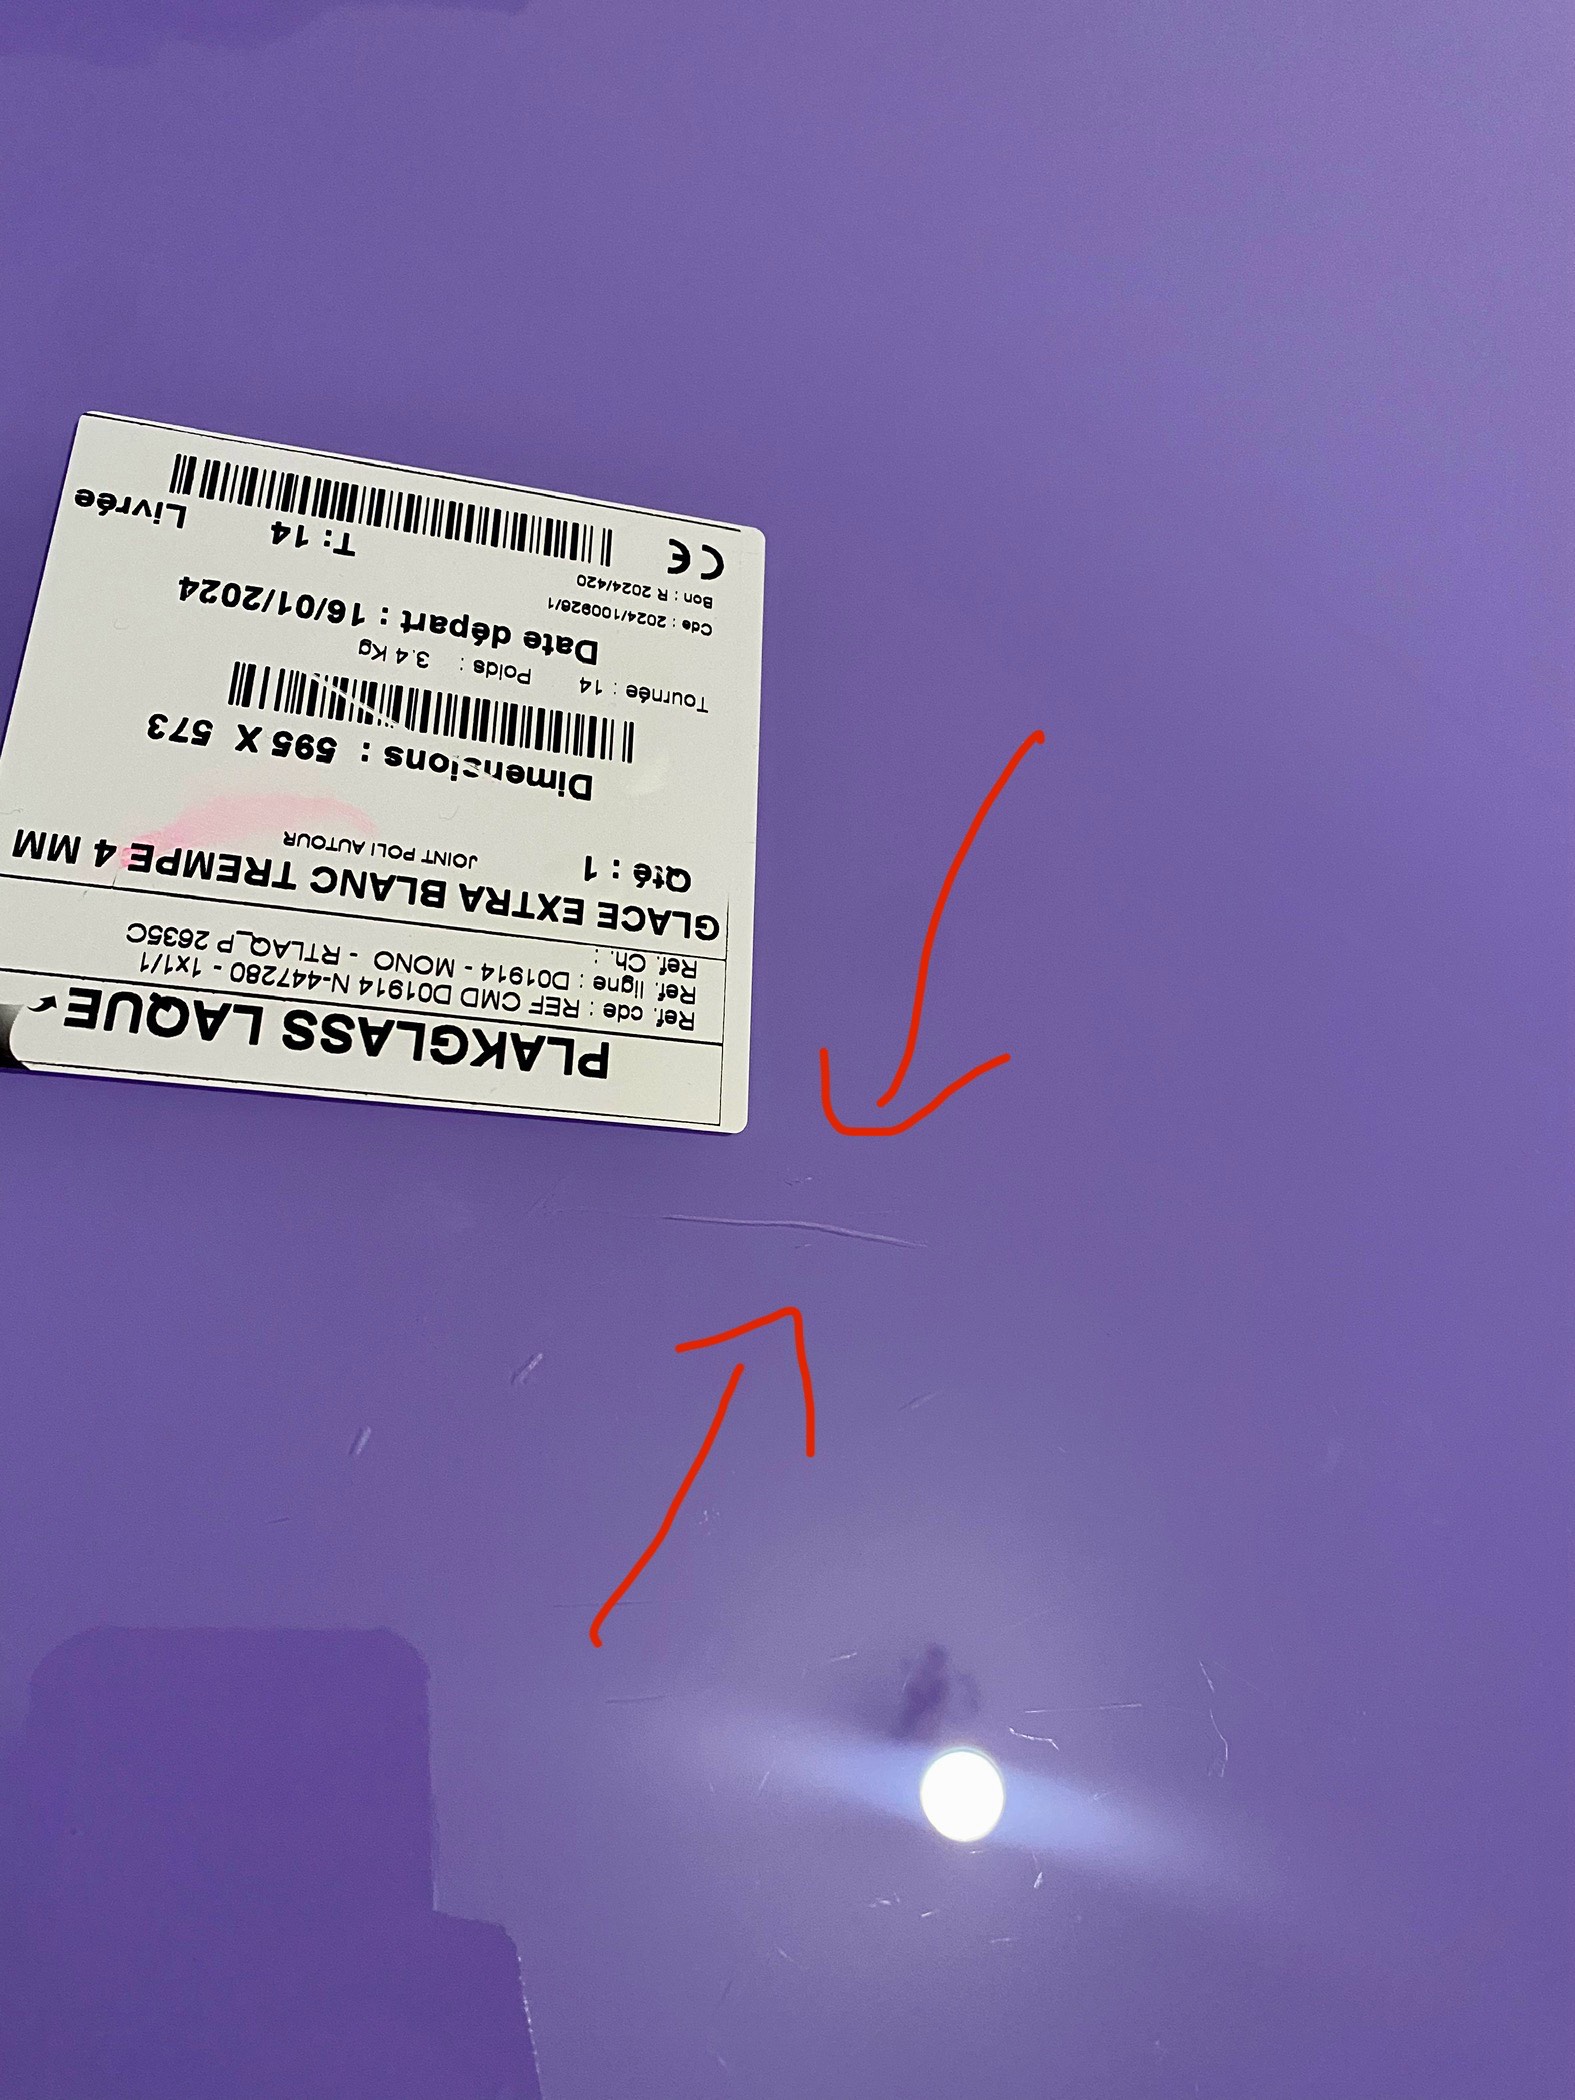 PLAKGLASS LAQUE
Ref. cde : REF CMD D01914 N-447280 - 1x1/1
Ref. ligne : D01914 - MONO - RTLAQ_P 2635C
Ref. Ch. :
GLACE EXTRA BLANC TREMPE 4 MM
JOINT POLI AUTOUR
Qté : 1
Dimensions : 595 X 573
Tournée : 14 Poids : 3.4 Kg
Date départ : 16/01/2024
Cde : 2024/100926/1
Bon : R 2024/420
CE T: 14 Livrée